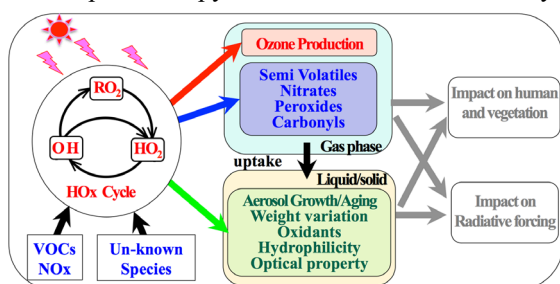 Ozone Production
Semi Volatiles
Nitrates
Peroxides
Carbonyls
Gas phase
uptake
Liquid/solid
Aerosol Growth/Aging
Weight variation
Oxidants
Hydrophilicity
Optical property
RO2
OH
HO2
HOx Cycle
VOCs
NOx
Un-known
Species
Impact on human
and vegetation
Impact on
Radiative forcing